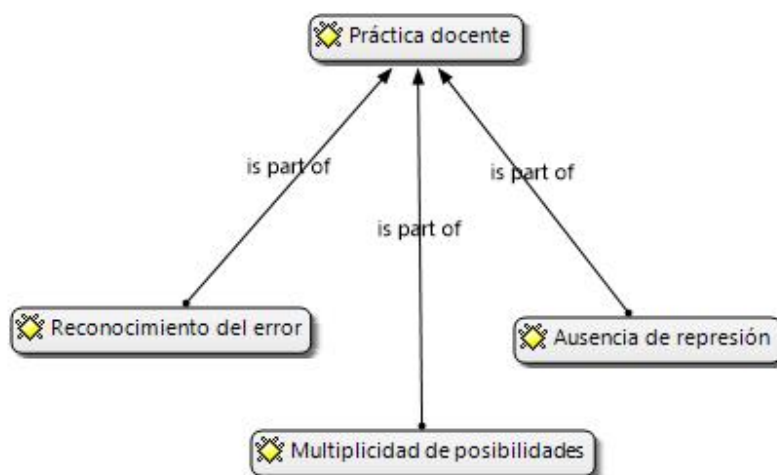 Práctica docente
is part of
is part of
is part of
Reconocimiento del error
Ausencia de represión
Multiplicidad de posibilidades